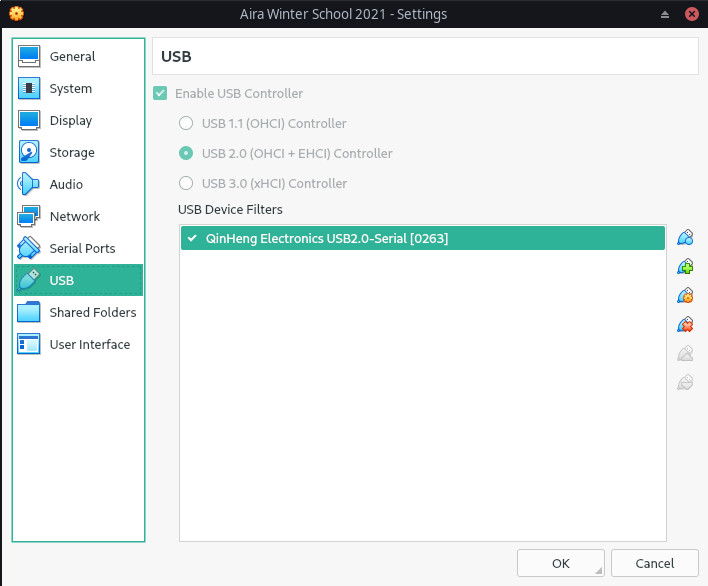 Aira Winter School 2021 - Settings
General
System
Display
Storage
Audio
Network
Serial Ports
USB
Shared Folders
User Interface
USB
Enable USB Controller
USB 1.1 (OHCI) Controller
USB 2.0 (OHCI + EHCI) Controller
USB 3.0 (xHCI) Controller
USB Device Filters
QinHeng Electronics USB2.0-Serial [0263]
OK
Cancel